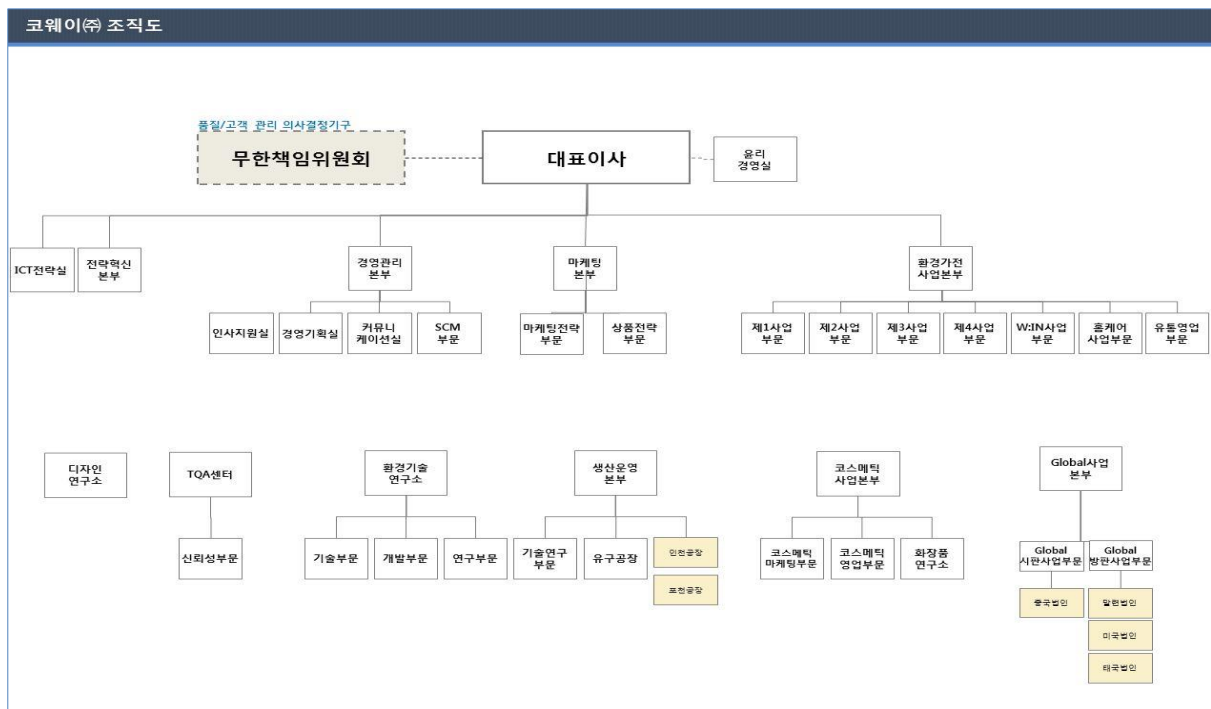 코웨이㈜ 조직도
품질/고객 관리 의사결정기구
무한책임위원회
대표이사
윤리
경영실
ICT전략실
전략혁신
본부
경영관리
본부
마케팅
본부
환경가전
사업본부
인사지원실
경영기획실
커뮤니
케이션실
SCM
부문
마케팅전략
부문
상품전략
부문
제1사업
부문
제2사업
부문
제3사업
부문
제4사업
부문
W:IN사업
부문
홈케어
사업부문
유통영업
부문
디자인
연구소
TQA센터
환경기술
연구소
생산운영
본부
코스메틱
사업본부
Global사업
본부
신뢰성부문
기술부문
개발부문
연구부문
기술연구
부문
유구공장
인천공장
포천공장
코스메틱
마케팅부문
코스메틱
영업부문
화장품
연구소
Global
시판사업부문
Global
방판사업부문
중국법인
말련법인
미국법인
태국법인